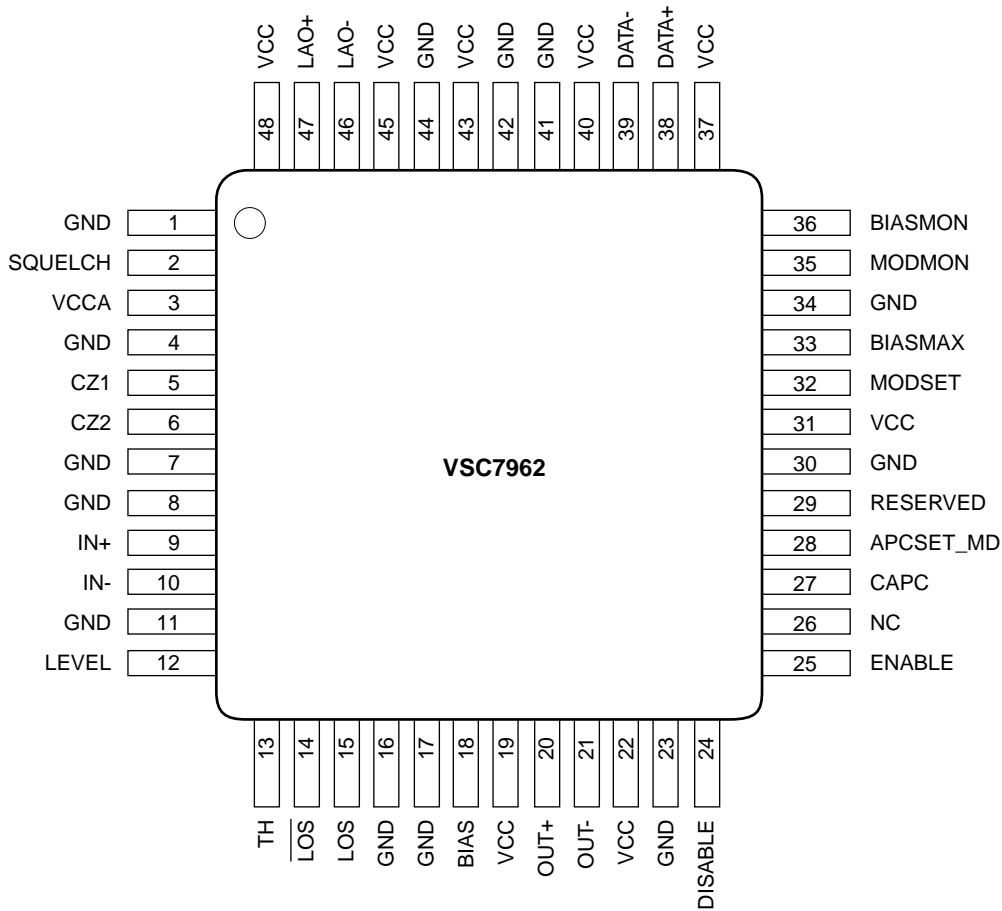 VCC LAO+ LAO- VCC GND VCC GND GND VCC DATA- DATA+ VCC
48 47 46 45 44 43 42 41 40 39 38 37
GND 1 36 BIASMON
SQUELCH 2 35 MODMON
VCCA 3 34 GND
GND 4 33 BIASMAX
CZ1 5 32 MODSET
CZ2 6 31 VCC
GND 7 30 GND
VSC7962
GND 8 29 RESERVED
IN+ 9 28 APCSET_MD
IN- 10 27 CAPC
GND 11 26 NC
LEVEL 12 25 ENABLE
13 14 15 16 17 18 19 20 21 22 23 24
TH LOS LOS GND GND BIAS VCC OUT+ OUT- VCC GND DISABLE